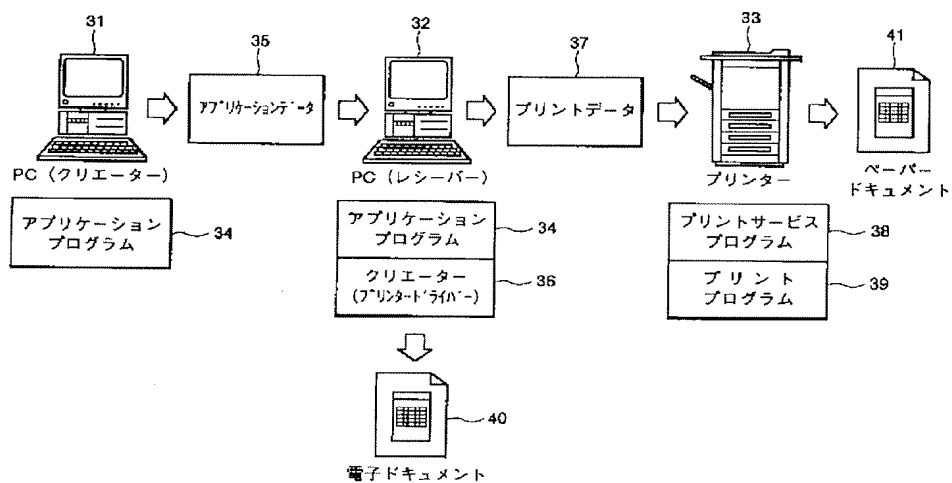 31
35
32
37
33
41
アプリケーションデータ
プリントデータ
PC（クリエーター）
PC（レシーバー）
プリンター
ペーパー
ドキュメント
アプリケーション
プログラム
34
アプリケーション
プログラム
34
クリエーター
(プリンタードライバー)
36
プリントサービス
プログラム
38
プリント
プログラム
39
40
電子ドキュメント